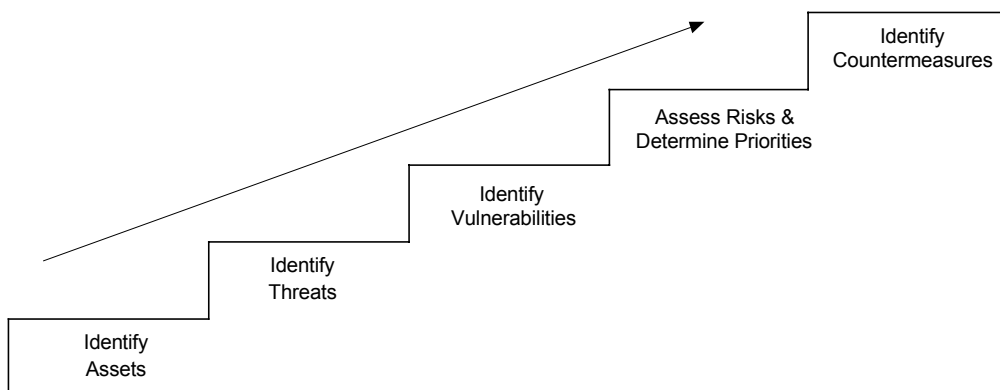 Identify
Countermeasures
Assess Risks &
Determine Priorities
Identify
Vulnerabilities
Identify
Threats
Identify
Assets